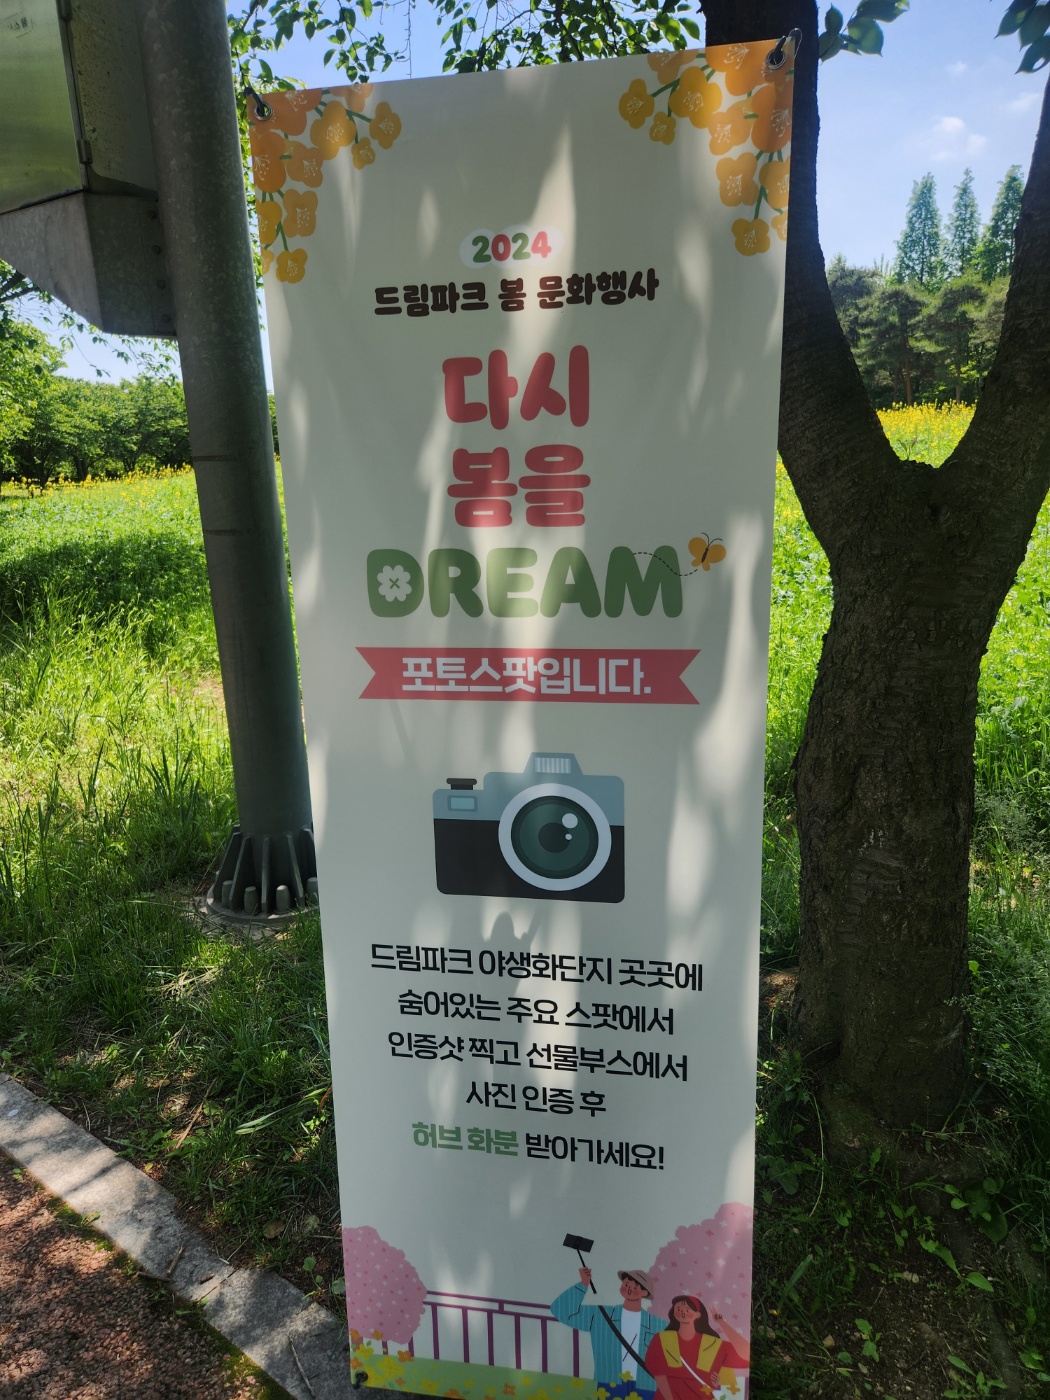 2024
드림파크 봄 문화행사
다시
봄을
DREAM
포토스팟입니다.
드림파크 야생화단지 곳곳에
숨어있는 주요 스팟에서
인증샷 찍고 선물부스에서
사진 인증 후
허브 화분 받아가세요!